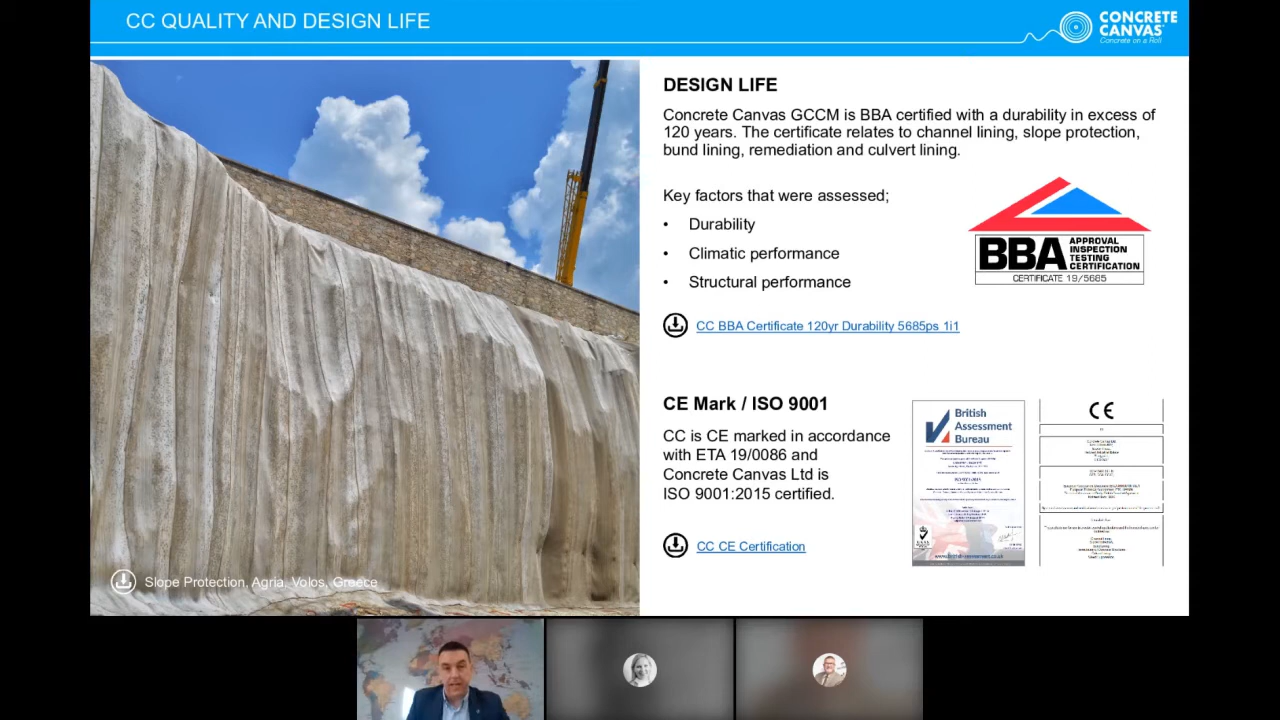 CC QUALITY AND DESIGN LIFE
CONCRETE
CANVAS
Concrete on a Roll
DESIGN LIFE
Concrete Canvas GCCM is BBA certified with a durability in excess of
120 years. The certificate relates to channel lining, slope protection,
bund lining, remediation and culvert lining.
Key factors that were assessed;
• Durability
• Climatic performance
• Structural performance
BBA
APPROVAL
INSPECTION
TESTING
CERTIFICATION
CERTIFICATE 19/5685
CC BBA Certificate 120yr Durability 5685ps 1i1
CE Mark / ISO 9001
CC is CE marked in accordance
with ETA 19/0086 and
Concrete Canvas Ltd is
ISO 9001:2015 certified.
CC CE Certification
British
Assessment
Bureau
www.british-assessment.co.uk
CE
Slope Protection, Agria, Volos, Greece